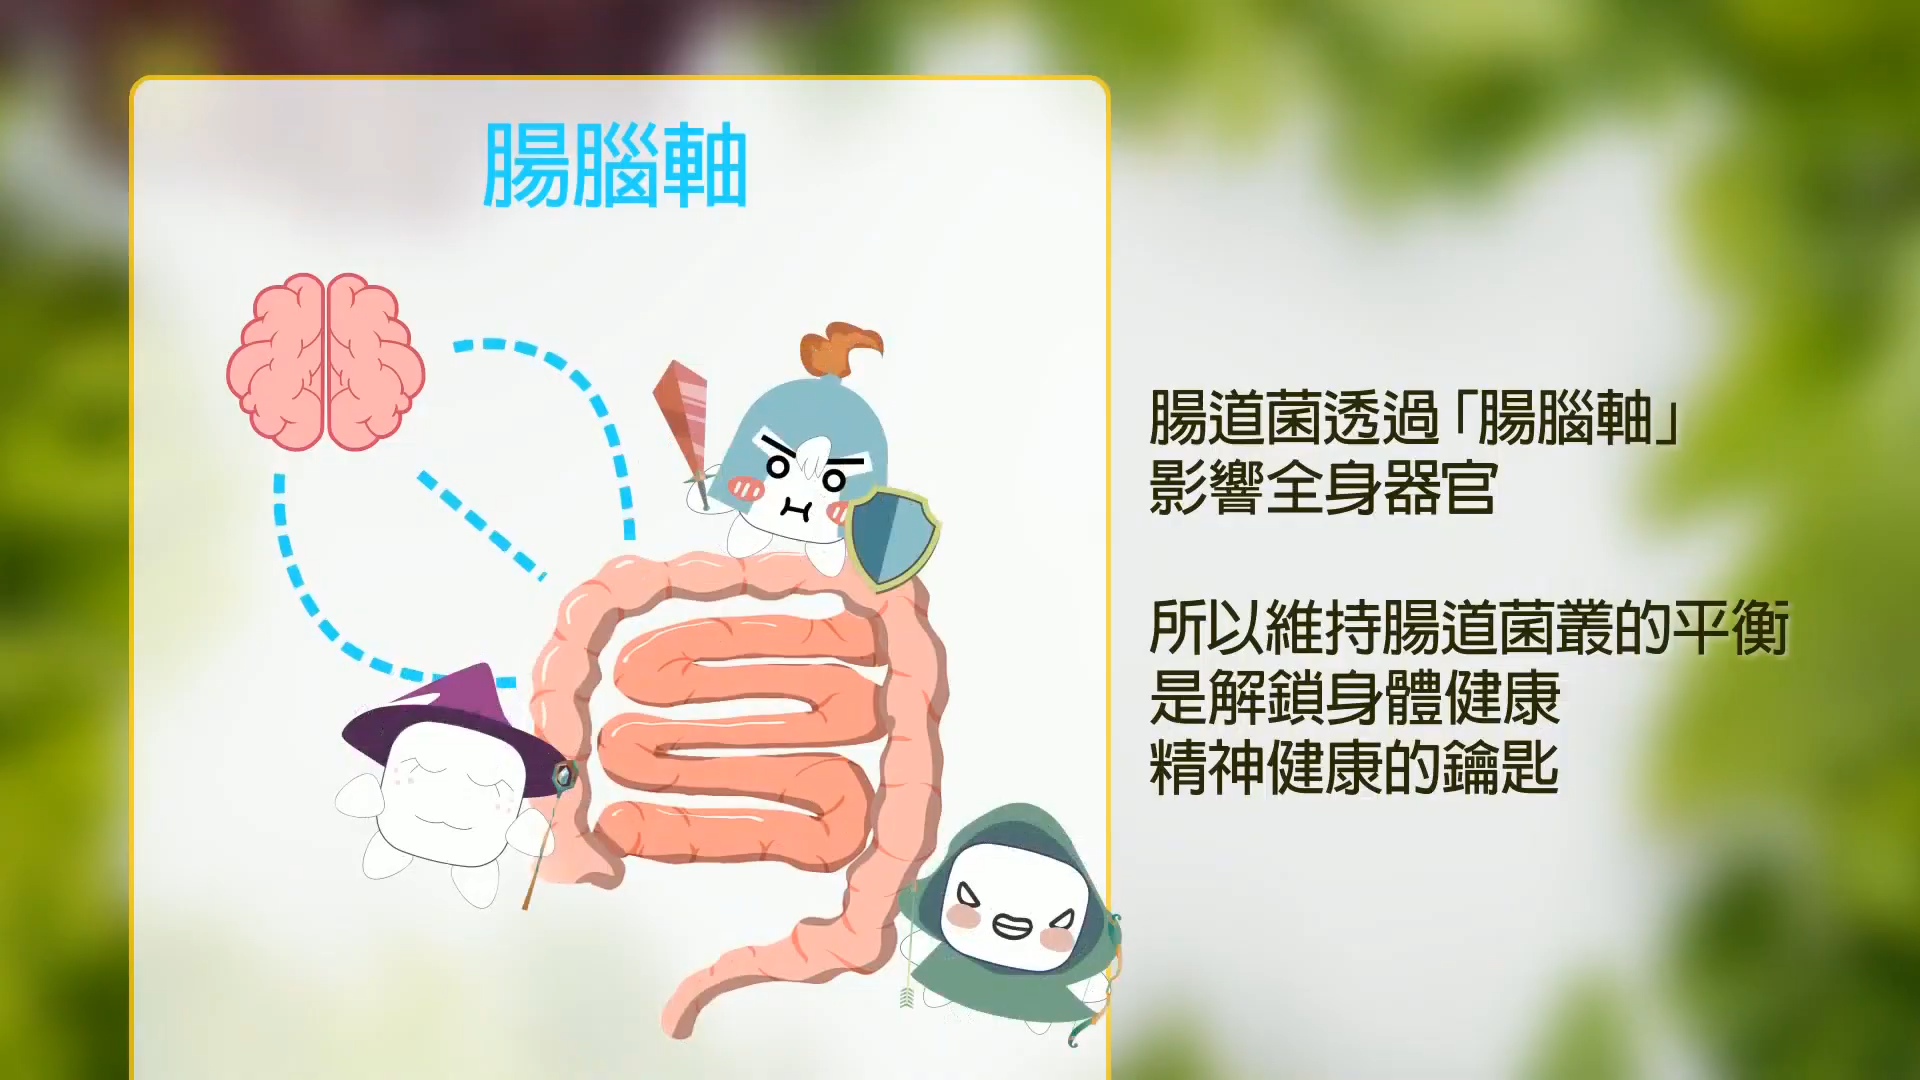 腸腦軸
腸道菌透過「腸腦軸」
影響全身器官
所以維持腸道菌叢的平衡
是解鎖身體健康
精神健康的鑰匙